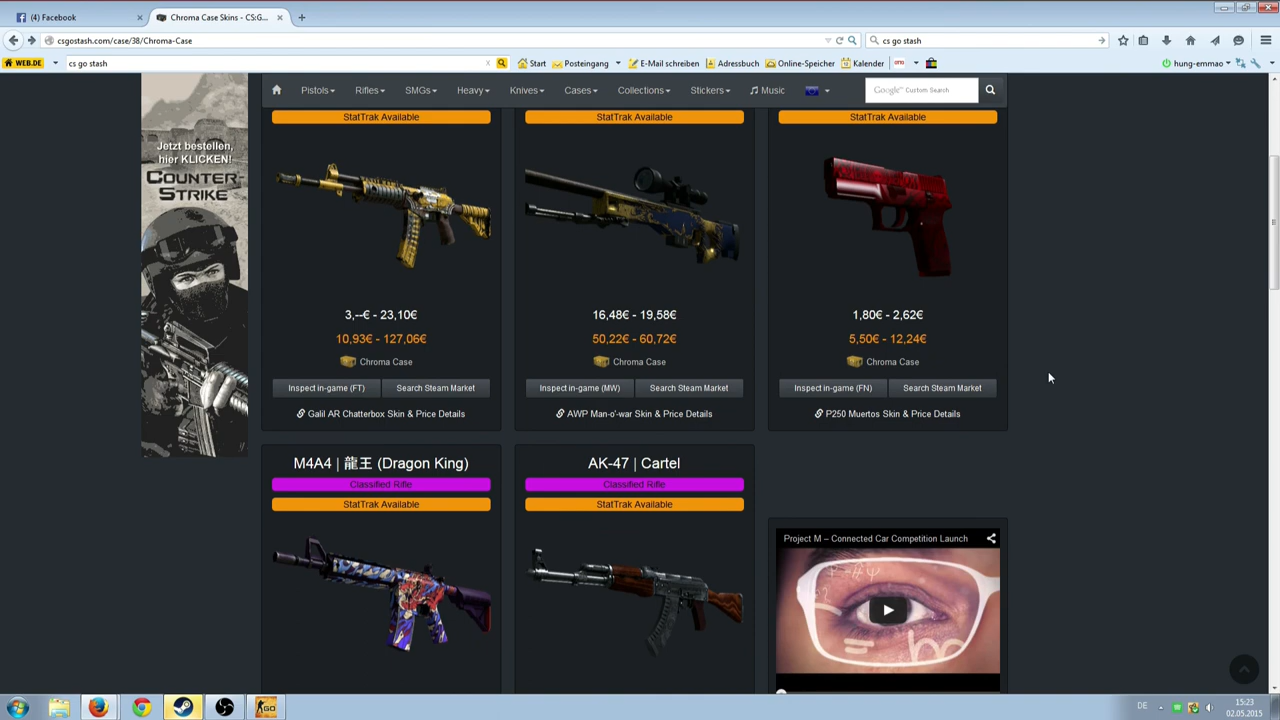 (4) Facebook
Chroma Case Skins - CS:G...
csgostash.com/case/38/Chroma-Case
cs go stash
WEB.DE
cs go stash
Start
Posteingang
E-Mail schreiben
Adressbuch
Online-Speicher
Kalender
hung-emmao
Pistols
Rifles
SMGs
Heavy
Knives
Cases
Collections
Stickers
Music
Google Custom Search
Jetzt bestellen,
hier KLICKEN!
COUNTER-
STRIKE
StatTrak Available
StatTrak Available
StatTrak Available
3,--€ - 23,10€
16,48€ - 19,58€
1,80€ - 2,62€
10,93€ - 127,06€
50,22€ - 60,72€
5,50€ - 12,24€
Chroma Case
Chroma Case
Chroma Case
Inspect in-game (FT)
Search Steam Market
Inspect in-game (MW)
Search Steam Market
Inspect in-game (FN)
Search Steam Market
Galil AR Chatterbox Skin & Price Details
AWP Man-o'-war Skin & Price Details
P250 Muertos Skin & Price Details
M4A4 | 龍王 (Dragon King)
AK-47 | Cartel
Classified Rifle
Classified Rifle
StatTrak Available
StatTrak Available
Project M – Connected Car Competition Launch
GO
DE
15:23
02.05.2015